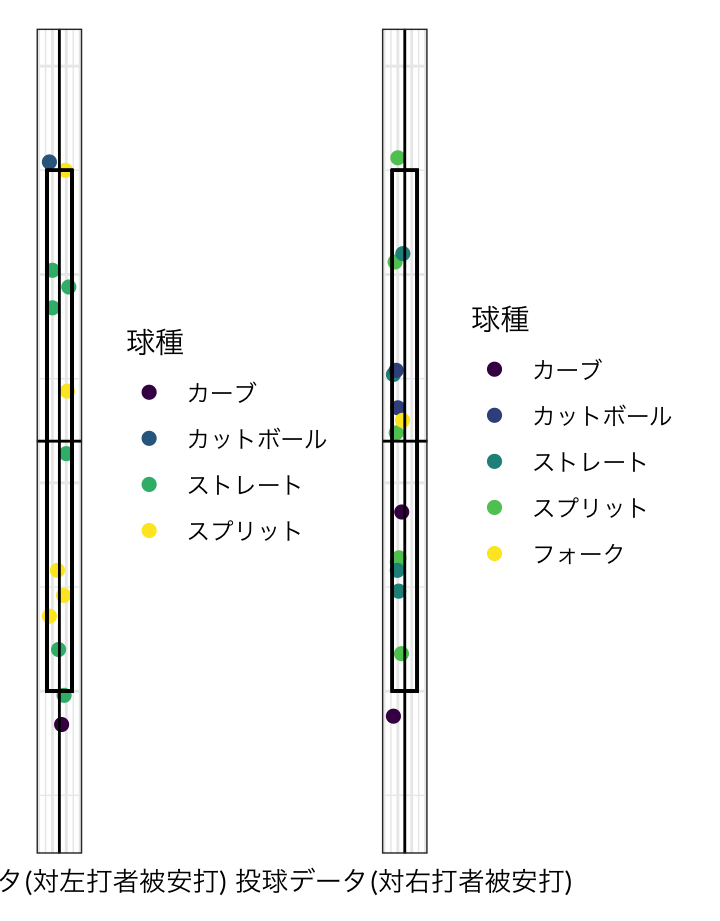 球種
カーブ
カットボール
ストレート
スプリット
球種
カーブ
カットボール
ストレート
スプリット
フォーク
タ(対左打者被安打)
投球データ(対右打者被安打)